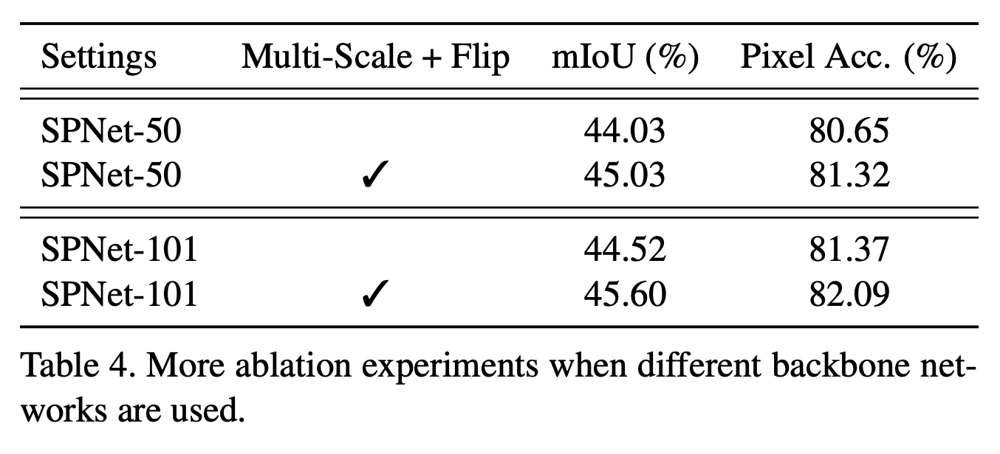 Settings Multi-Scale + Flip mIoU (%) Pixel Acc. (%)
SPNet-50 44.03 80.65
SPNet-50 ✓ 45.03 81.32
SPNet-101 44.52 81.37
SPNet-101 ✓ 45.60 82.09
Table 4. More ablation experiments when different backbone net-
works are used.